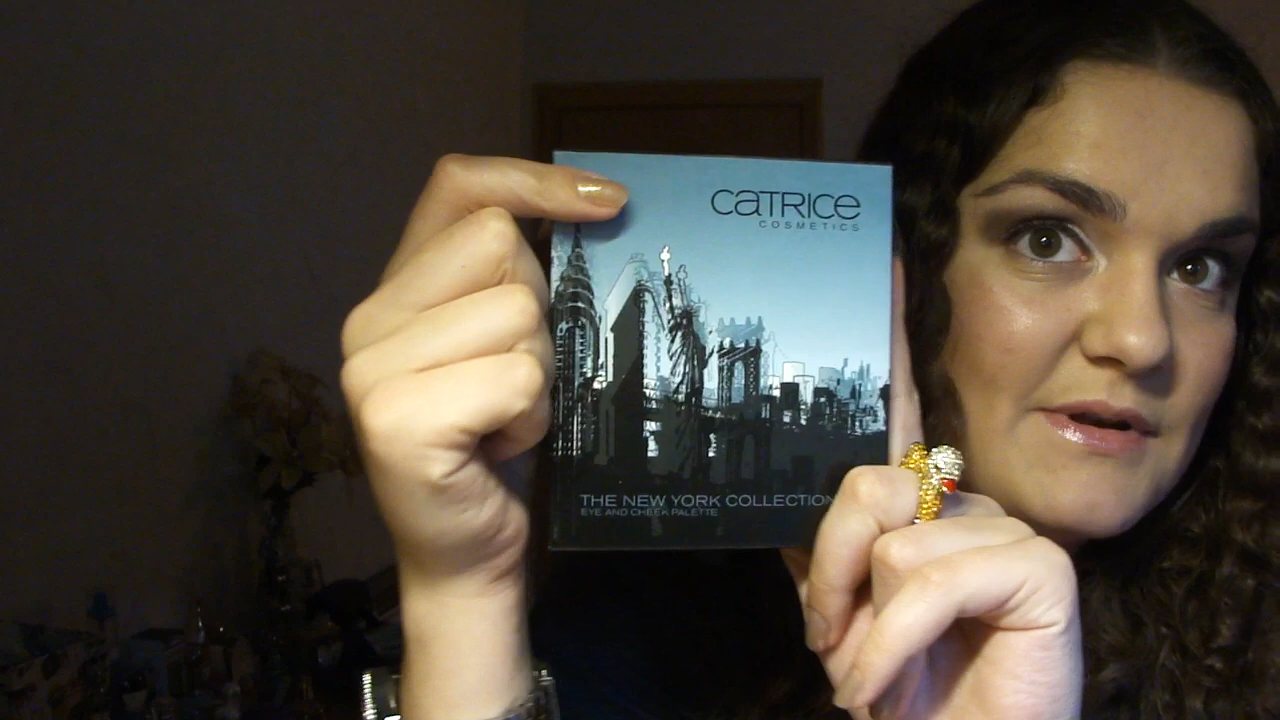 CATRICE
COSMETICS
THE NEW YORK COLLECTION
EYE AND CHEEK PALETTE